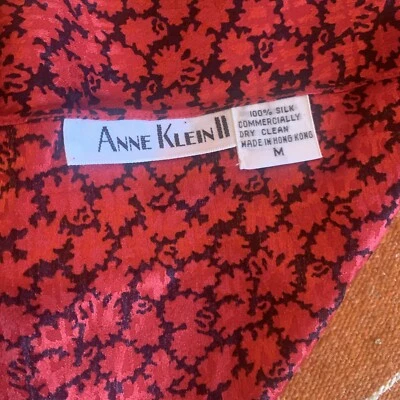 ANNE KLEIN II
100% SILK
COMMERCIALLY
DRY CLEAN
MADE IN HONG KONG
M